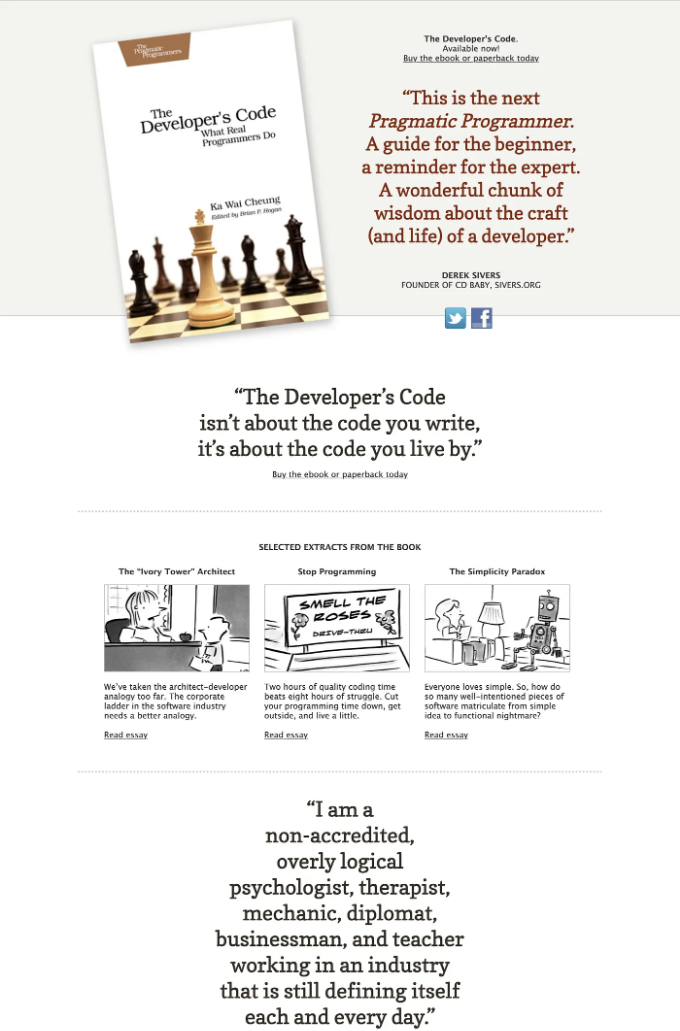 The
Pragmatic
Programmers
The
Developer's Code
What Real
Programmers Do
Ka Wai Cheung
Edited by Brian P. Hogan
The Developer's Code.
Available now!
Buy the ebook or paperback today
“This is the next
Pragmatic Programmer.
A guide for the beginner,
a reminder for the expert.
A wonderful chunk of
wisdom about the craft
(and life) of a developer.”
DEREK SIVERS
FOUNDER OF CD BABY, SIVERS.ORG
“The Developer’s Code
isn’t about the code you write,
it’s about the code you live by.”
Buy the ebook or paperback today
SELECTED EXTRACTS FROM THE BOOK
The "Ivory Tower" Architect
We’ve taken the architect–developer
analogy too far. The corporate
ladder in the software industry
needs a better analogy.
Read essay
Stop Programming
SMELL THE
ROSES
DRIVE-THRU
Two hours of quality coding time
beats eight hours of struggle. Cut
your programming time down, get
outside, and live a little.
Read essay
The Simplicity Paradox
Everyone loves simple. So, how do
so many well-intentioned pieces of
software matriculate from simple
idea to functional nightmare?
Read essay
“I am a
non-accredited,
overly logical
psychologist, therapist,
mechanic, diplomat,
businessman, and teacher
working in an industry
that is still defining itself
each and every day.”